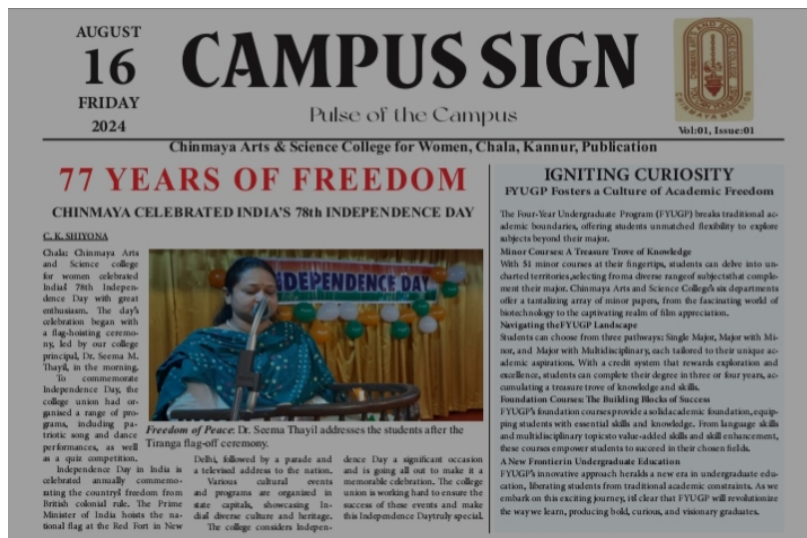 AUGUST
16
FRIDAY
2024
CAMPUS SIGN
Pulse of the Campus
CHINMAYA MISSION
Vol:01, Issue:01
Chinmaya Arts & Science College for Women, Chala, Kannur, Publication
77 YEARS OF FREEDOM
CHINMAYA CELEBRATED INDIA'S 78th INDEPENDENCE DAY
C. K. SHIYONA
Chala: Chinmaya Arts
and Science college
for women celebrated
India's 78th Indepen-
dence Day with great
enthusiasm. The day's
celebration began with
a flag-hoisting ceremo-
ny, led by our college
principal, Dr. Seema M.
Thayil, in the morning.
To commemorate
Independence Day, the
college union had or-
ganised a range of pro-
grams, including pa-
triotic song and dance
performances, as well
as a quiz competition.
Independence Day in India is
celebrated annually commemo-
rating the country's freedom from
British colonial rule. The Prime
Minister of India hoists the na-
tional flag at the Red Fort in New
INDEPENDENCE DAY
Freedom of Peace: Dr. Seema Thayil addresses the students after the
Tiranga flag-off ceremony.
Delhi, followed by a parade and
a televised address to the nation.
Various cultural events
and programs are organized in
state capitals, showcasing In-
dia's diverse culture and heritage.
The college considers Indepen-
dence Day a significant occasion
and is going all out to make it a
memorable celebration. The college
union is working hard to ensure the
success of these events and make
this Independence Daytruly special.
IGNITING CURIOSITY
FYUGP Fosters a Culture of Academic Freedom
The Four-Year Undergraduate Program (FYUGP) breaks traditional ac-
ademic boundaries, offering students unmatched flexibility to explore
subjects beyond their major.
Minor Courses: A Treasure Trove of Knowledge
With 51 minor courses at their fingertips, students can delve into un-
charted territories,selecting froma diverse rangeof subjectsthat comple-
ment their major. Chinmaya Arts and Science College's six departments
offer a tantalizing array of minor papers, from the fascinating world of
biotechnology to the captivating realm of film appreciation.
Navigating theFYUGP Landscape
Students can choose from three pathways: Single Major, Major with Mi-
nor, and Major with Multidisciplinary, each tailored to their unique ac-
ademic aspirations. With a credit system that rewards exploration and
excellence, students can complete their degree in three or four years, ac-
cumulating a treasure trove of knowledge and skills.
Foundation Courses: The Building Blocks of Success
FYUGP's foundation coursesprovide a solidacademic foundation, equip-
ping students with essential skills and knowledge. From language skills
and multidisciplinary topicsto value-added skills and skill enhancement,
these courses empower students to succeed in their chosen fields.
A New Frontierin Undergraduate Education
FYUGP's innovative approach heralds a new era in undergraduate edu-
cation, liberating students from traditional academic constraints. As we
embark on this exciting journey, it's clear that FYUGP will revolutionize
the way we learn, producing bold, curious, and visionary graduates.